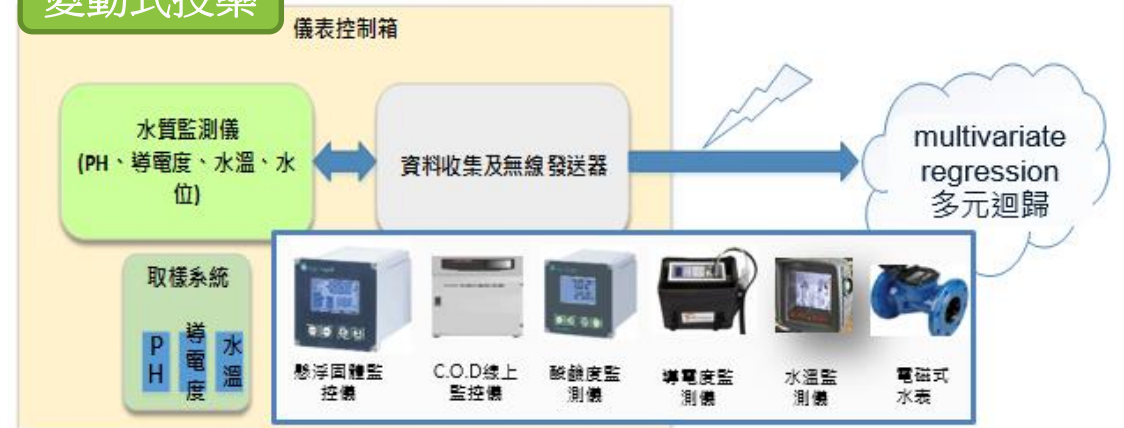 變動式投藥
儀表控制箱
水質監測儀
(PH、導電度、水溫、水
位)
資料收集及無線發送器
multivariate
regression
多元迴歸
取樣系統
PH
導電度
水溫
懸浮固體監
控儀
C.O.D線上
監控儀
酸鹼度監
測儀
導電度監
測儀
水溫監
測儀
電磁式
水表